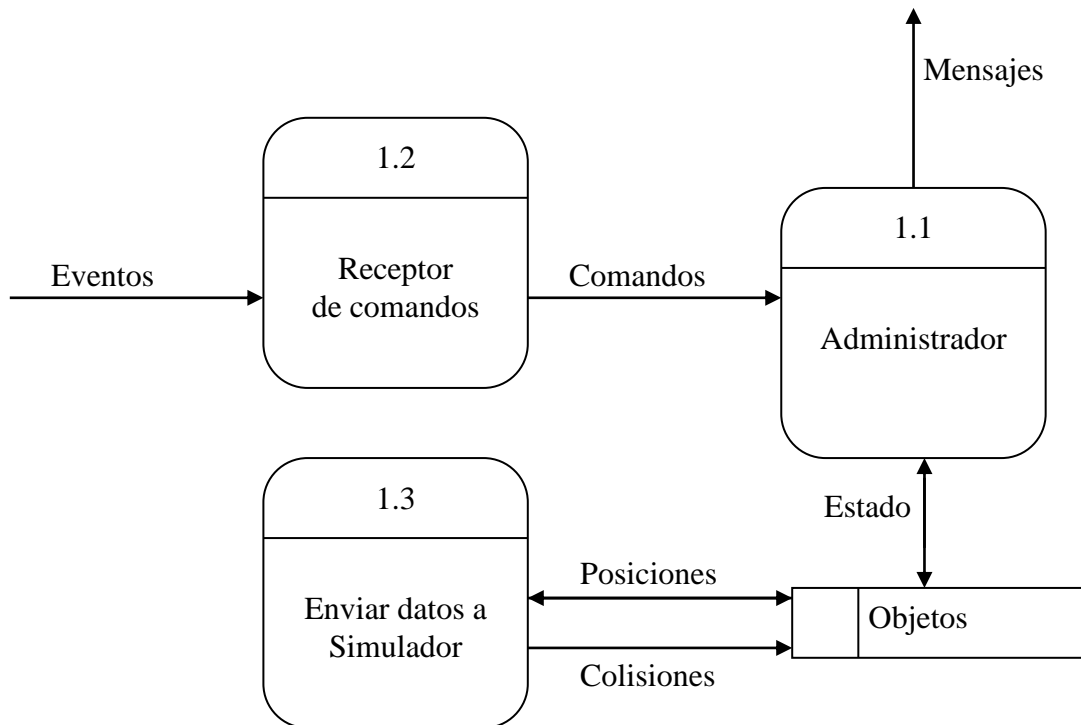 Mensajes
1.2
1.1
Eventos
Receptor
de comandos
Comandos
Administrador
1.3
Estado
Enviar datos a
Simulador
Posiciones
Objetos
Colisiones